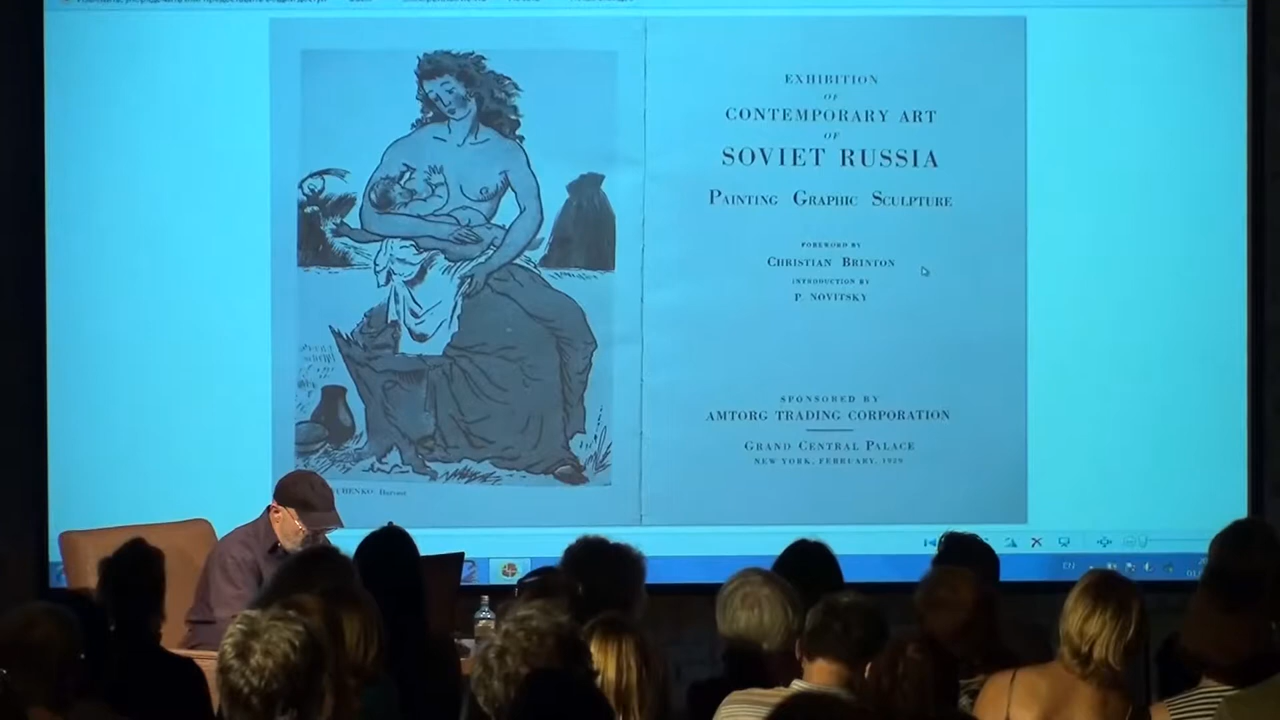 EXHIBITION
OF
CONTEMPORARY ART
OF
SOVIET RUSSIA
PAINTING GRAPHIC SCULPTURE
FOREWORD BY
CHRISTIAN BRINTON
INTRODUCTION BY
P. NOVITSKY
SPONSORED BY
AMTORG TRADING CORPORATION
GRAND CENTRAL PALACE
NEW YORK, FEBRUARY, 1929
EN